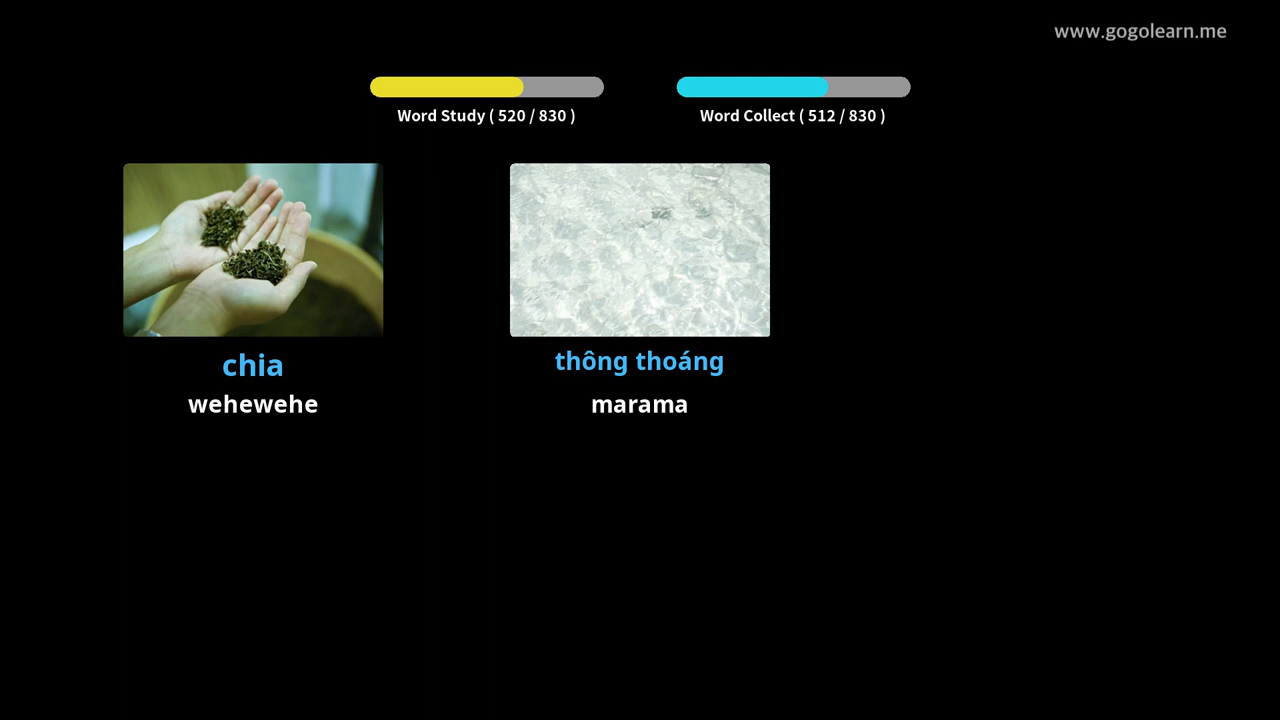 www.gogolearn.me
Word Study ( 520 / 830 )
Word Collect ( 512 / 830 )
chia
wehewehe
thông thoáng
marama